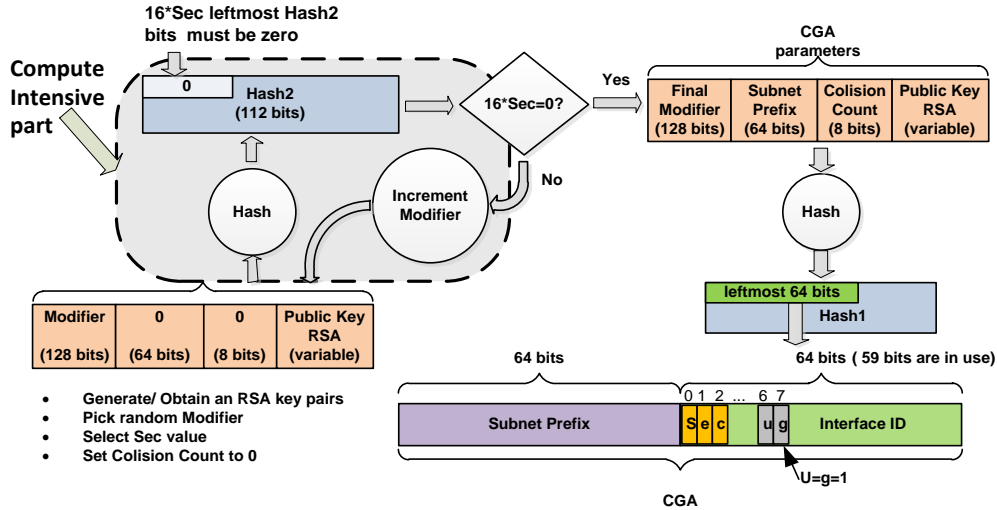 16*Sec leftmost Hash2
bits must be zero
Compute
Intensive
part
0
Hash2
(112 bits)
16*Sec=0?
Yes
No
Increment
Modifier
Hash
Modifier
(128 bits)
0
(64 bits)
0
(8 bits)
Public Key
RSA
(variable)
• Generate/ Obtain an RSA key pairs
• Pick random Modifier
• Select Sec value
• Set Colision Count to 0
CGA
parameters
Final
Modifier
(128 bits)
Subnet
Prefix
(64 bits)
Colision
Count
(8 bits)
Public Key
RSA
(variable)
Hash
leftmost 64 bits
Hash1
64 bits
64 bits ( 59 bits are in use)
0 1 2 ... 6 7
Subnet Prefix
S e c
u g
Interface ID
U=g=1
CGA